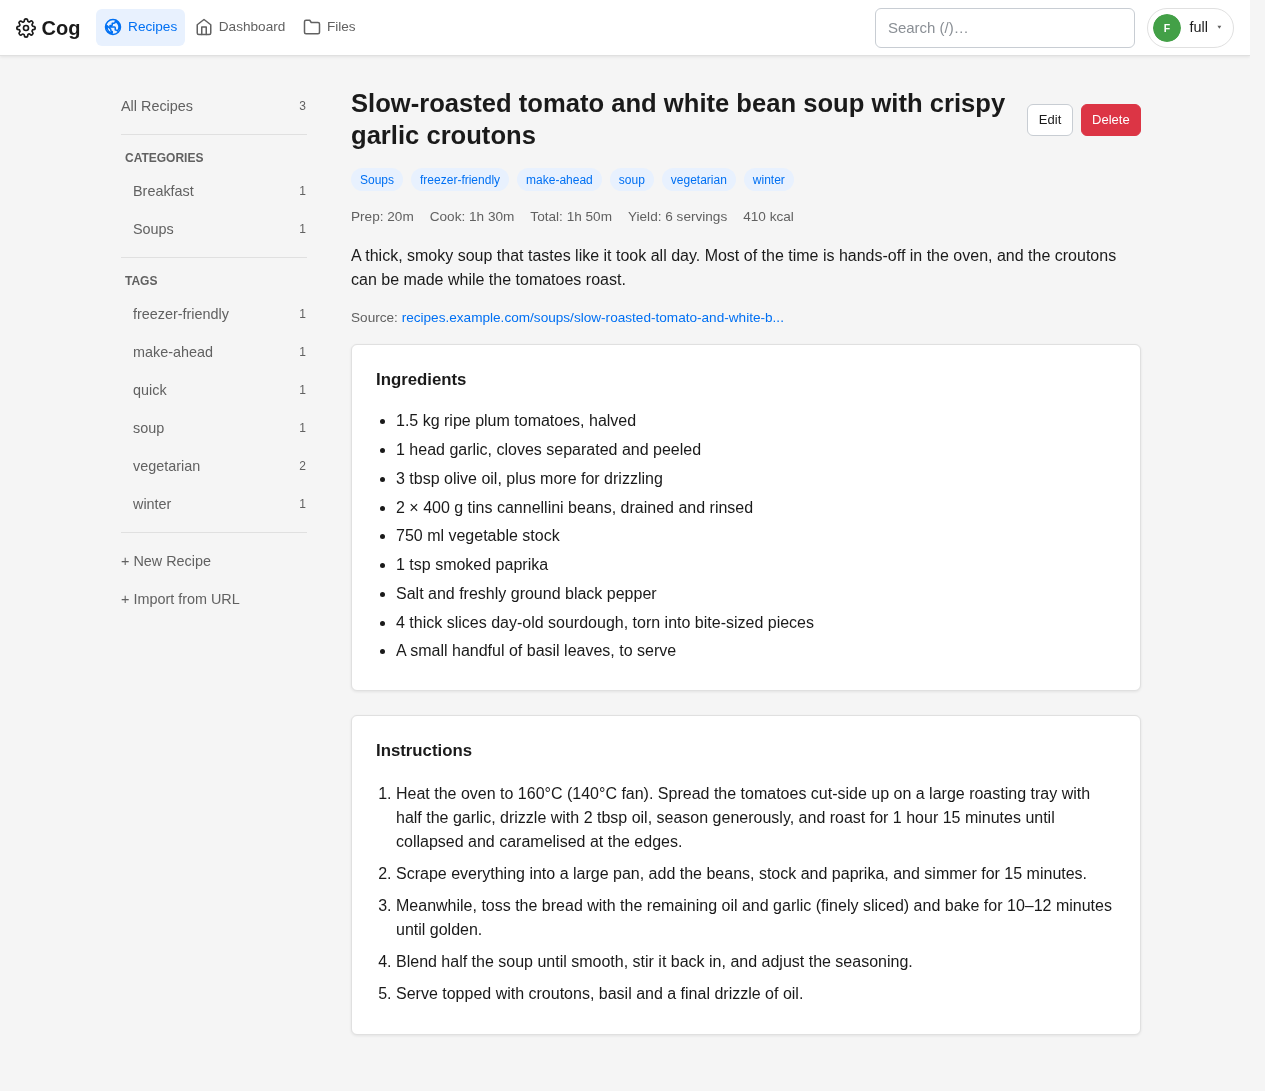 Cog
Recipes
Dashboard
Files
Search (/)…
F
full
All Recipes 3
CATEGORIES
Breakfast 1
Soups 1
TAGS
freezer-friendly 1
make-ahead 1
quick 1
soup 1
vegetarian 2
winter 1
+ New Recipe
+ Import from URL
Slow-roasted tomato and white bean soup with crispy
garlic croutons
Edit
Delete
Soups freezer-friendly make-ahead soup vegetarian winter
Prep: 20m Cook: 1h 30m Total: 1h 50m Yield: 6 servings 410 kcal
A thick, smoky soup that tastes like it took all day. Most of the time is hands-off in the oven, and the croutons
can be made while the tomatoes roast.
Source: recipes.example.com/soups/slow-roasted-tomato-and-white-b...
Ingredients
• 1.5 kg ripe plum tomatoes, halved
• 1 head garlic, cloves separated and peeled
• 3 tbsp olive oil, plus more for drizzling
• 2 × 400 g tins cannellini beans, drained and rinsed
• 750 ml vegetable stock
• 1 tsp smoked paprika
• Salt and freshly ground black pepper
• 4 thick slices day-old sourdough, torn into bite-sized pieces
• A small handful of basil leaves, to serve
Instructions
1. Heat the oven to 160°C (140°C fan). Spread the tomatoes cut-side up on a large roasting tray with
half the garlic, drizzle with 2 tbsp oil, season generously, and roast for 1 hour 15 minutes until
collapsed and caramelised at the edges.
2. Scrape everything into a large pan, add the beans, stock and paprika, and simmer for 15 minutes.
3. Meanwhile, toss the bread with the remaining oil and garlic (finely sliced) and bake for 10–12 minutes
until golden.
4. Blend half the soup until smooth, stir it back in, and adjust the seasoning.
5. Serve topped with croutons, basil and a final drizzle of oil.